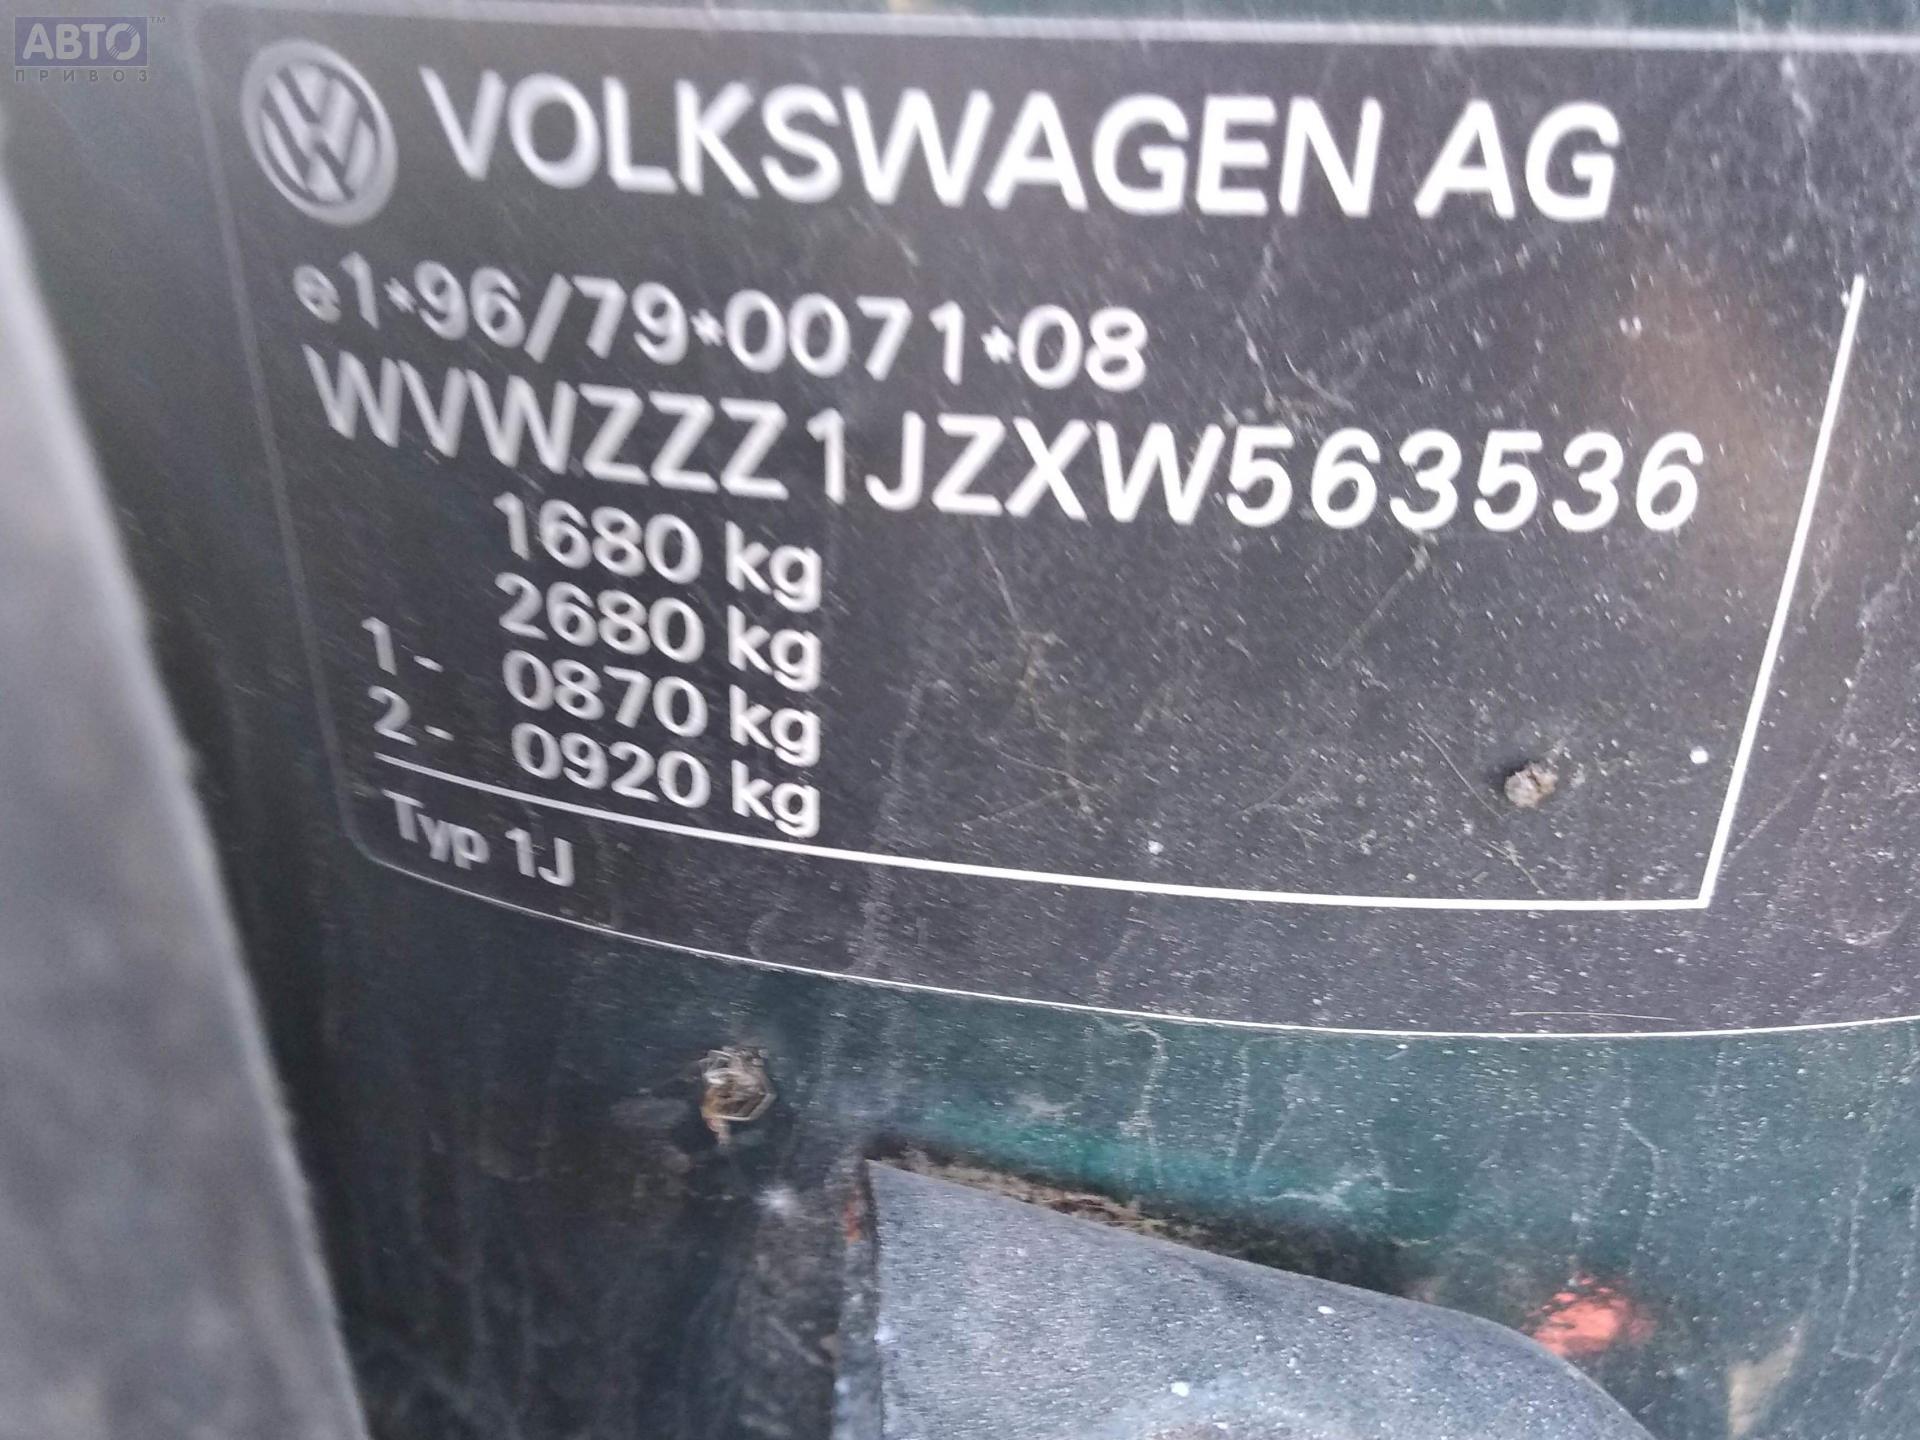 АВТО™
ПРИВОЗ
VOLKSWAGEN AG
e1*96/79*0071*08
WVWZZZ1JZXW563536
1680 kg
2680 kg
1- 0870 kg
2- 0920 kg
Typ 1J